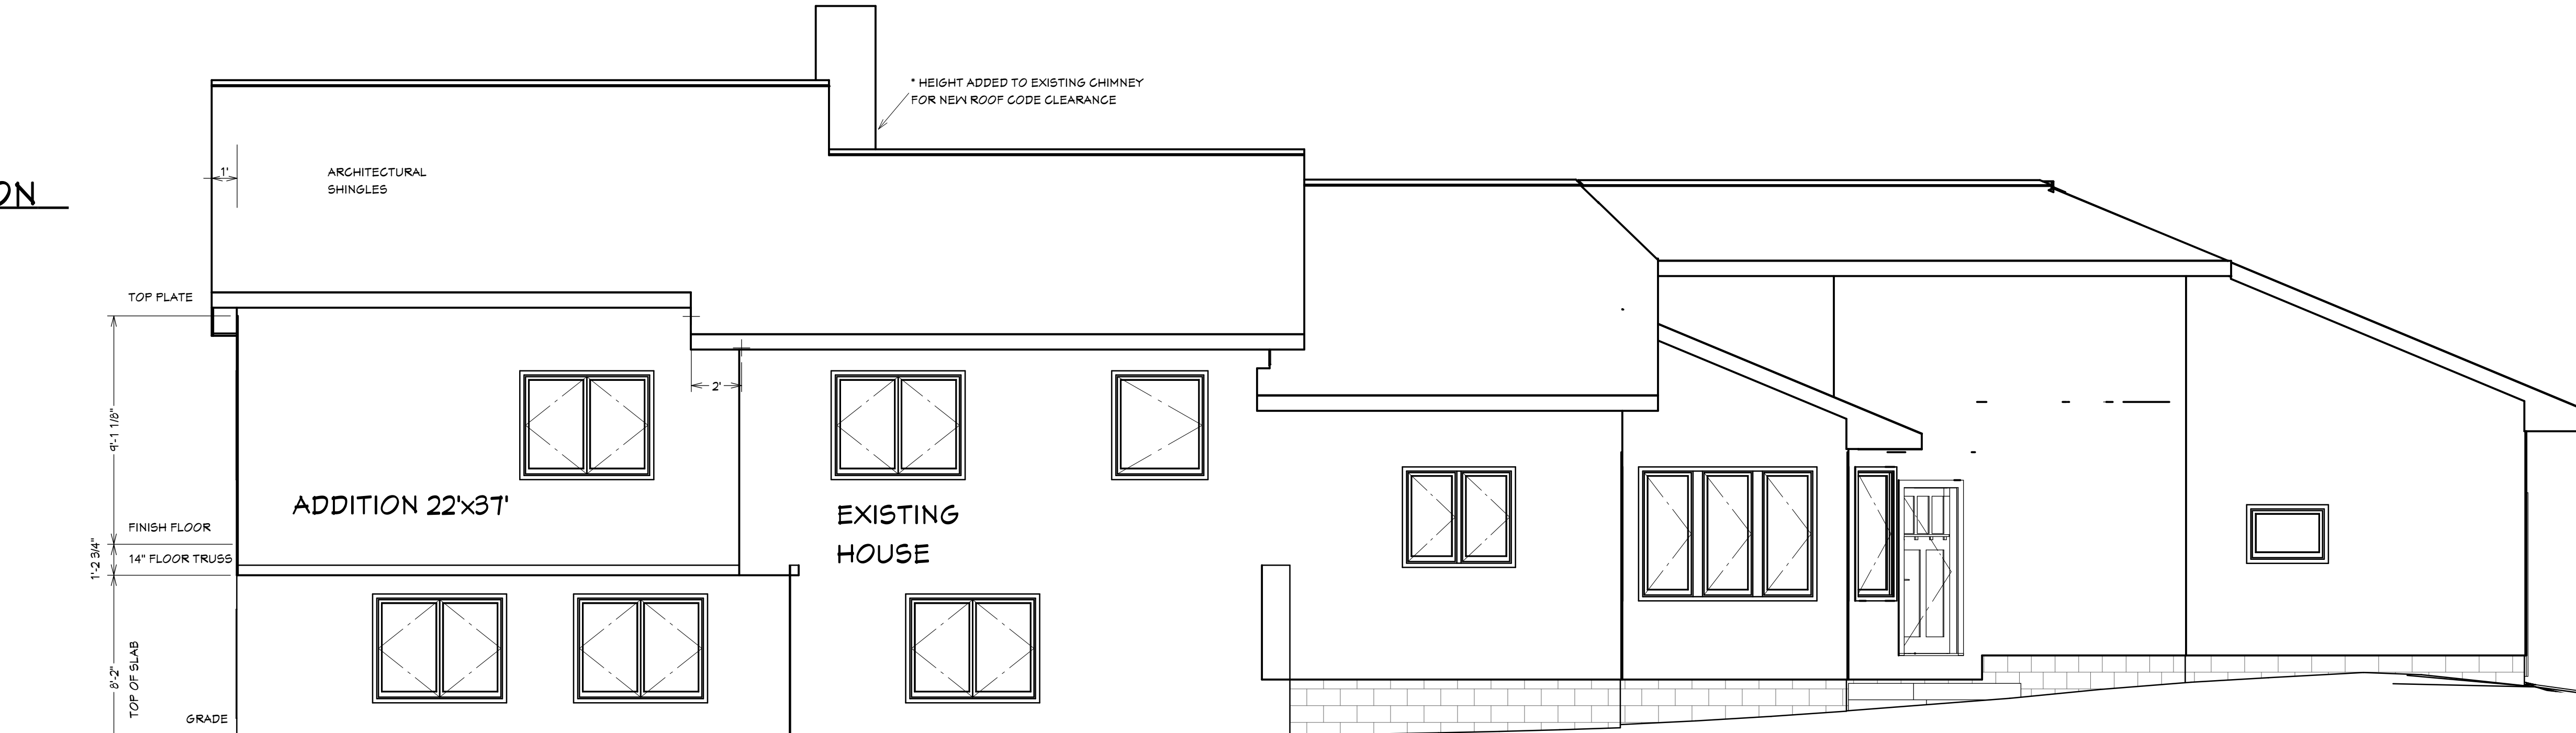 ON
* HEIGHT ADDED TO EXISTING CHIMNEY
FOR NEW ROOF CODE CLEARANCE
1'
ARCHITECTURAL
SHINGLES
TOP PLATE
2'
9'-1 1/8"
ADDITION 22'x37'
EXISTING
HOUSE
FINISH FLOOR
14" FLOOR TRUSS
1'-2 3/4"
8'-2"
TOP OF SLAB
GRADE